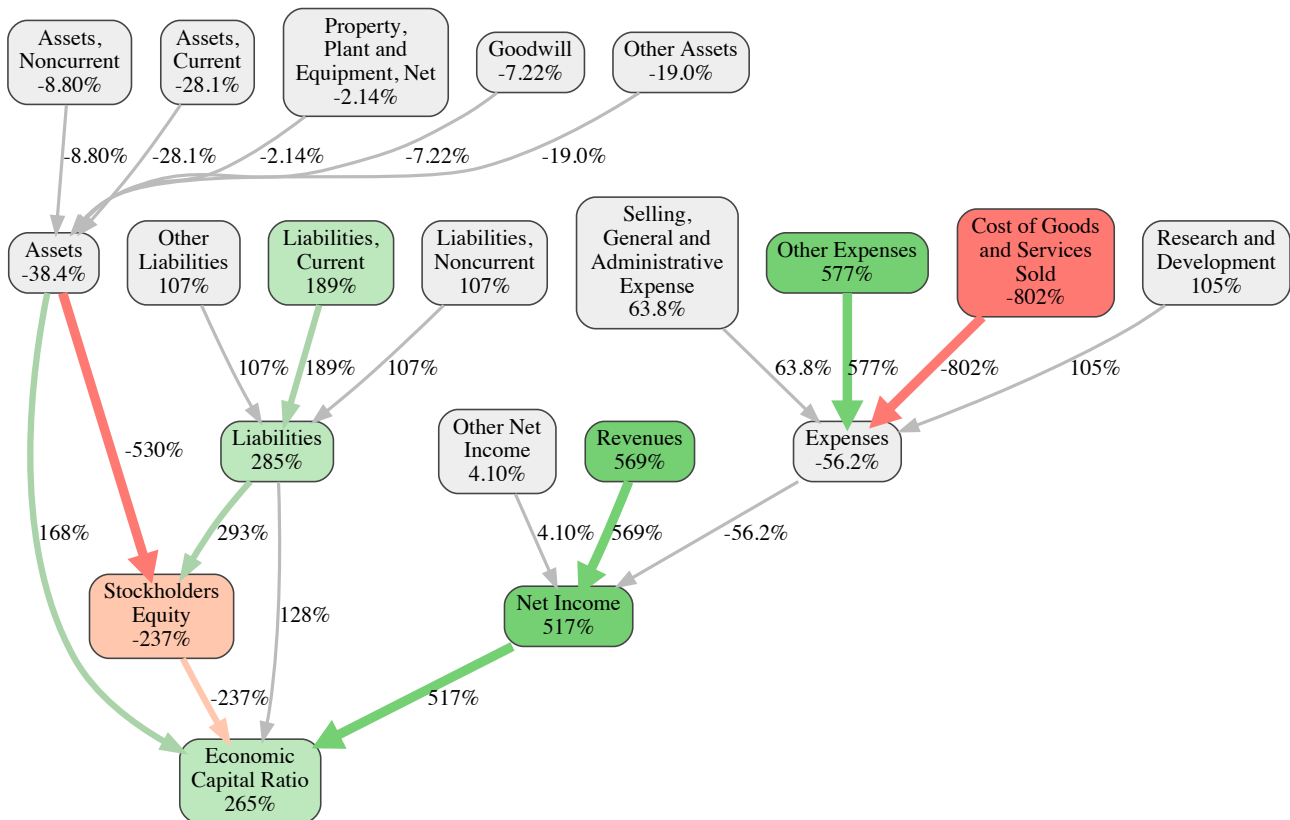 Assets,
Noncurrent
-8.80%
Assets,
Current
-28.1%
Property,
Plant and
Equipment, Net
-2.14%
Goodwill
-7.22%
Other Assets
-19.0%
-8.80%
-28.1%
-2.14%
-7.22%
-19.0%
Assets
-38.4%
Other
Liabilities
107%
Liabilities,
Current
189%
Liabilities,
Noncurrent
107%
Selling,
General and
Administrative
Expense
63.8%
Other Expenses
577%
Cost of Goods
and Services
Sold
-802%
Research and
Development
105%
107%
189%
107%
63.8%
577%
-802%
105%
-530%
Liabilities
285%
Other Net
Income
4.10%
Revenues
569%
Expenses
-56.2%
168%
293%
4.10%
569%
-56.2%
Stockholders
Equity
-237%
128%
Net Income
517%
-237%
517%
Economic
Capital Ratio
265%